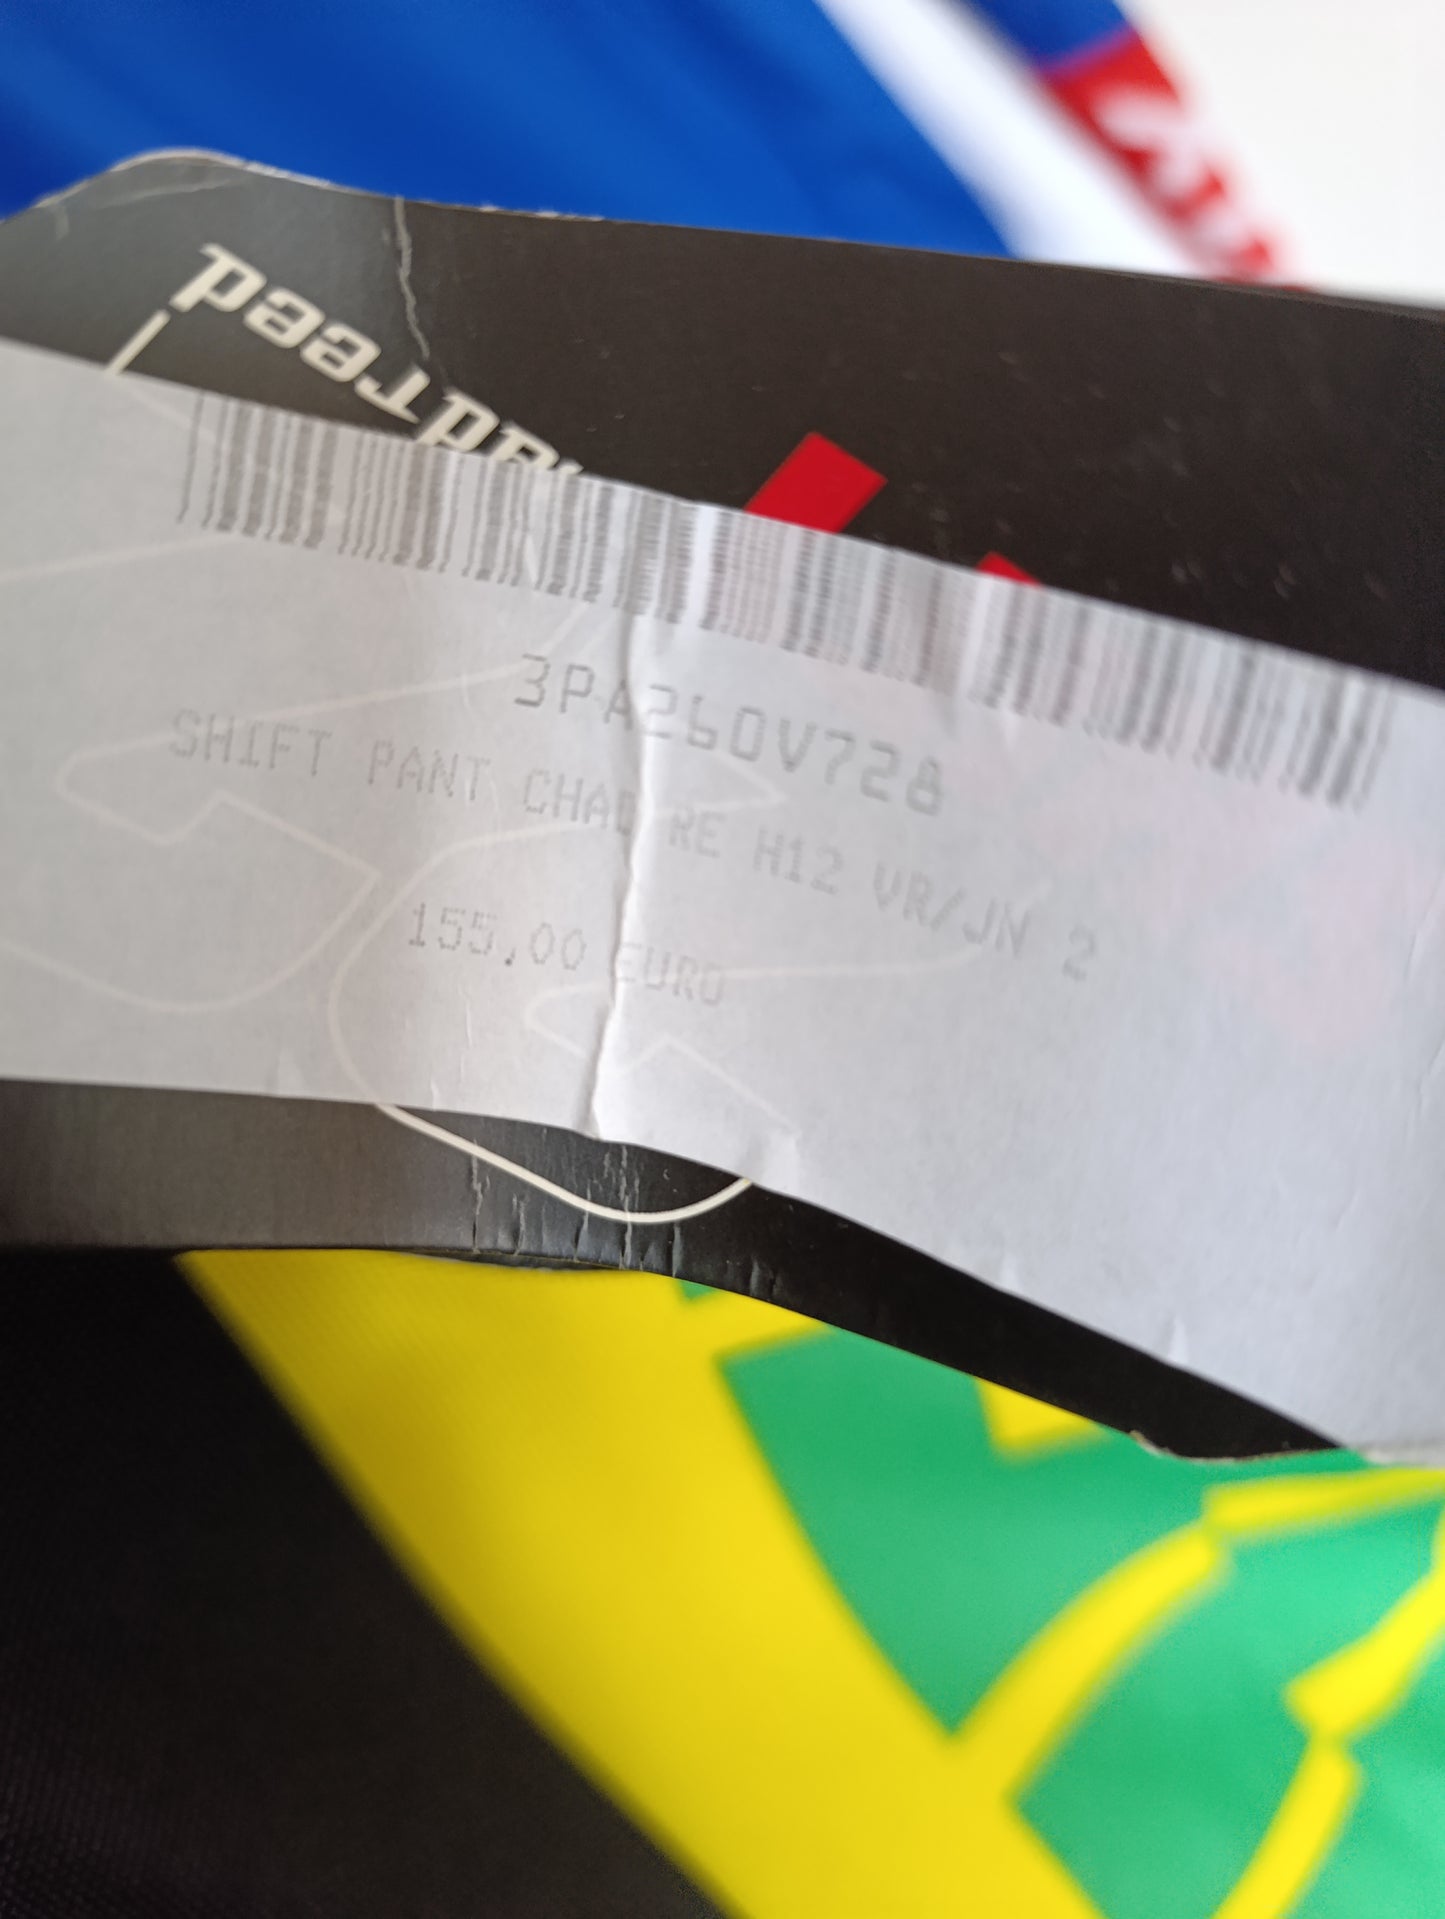 3PA260V728
SHIFT PANT CHAD RE H12 VR/JN 2
155,00 EURO